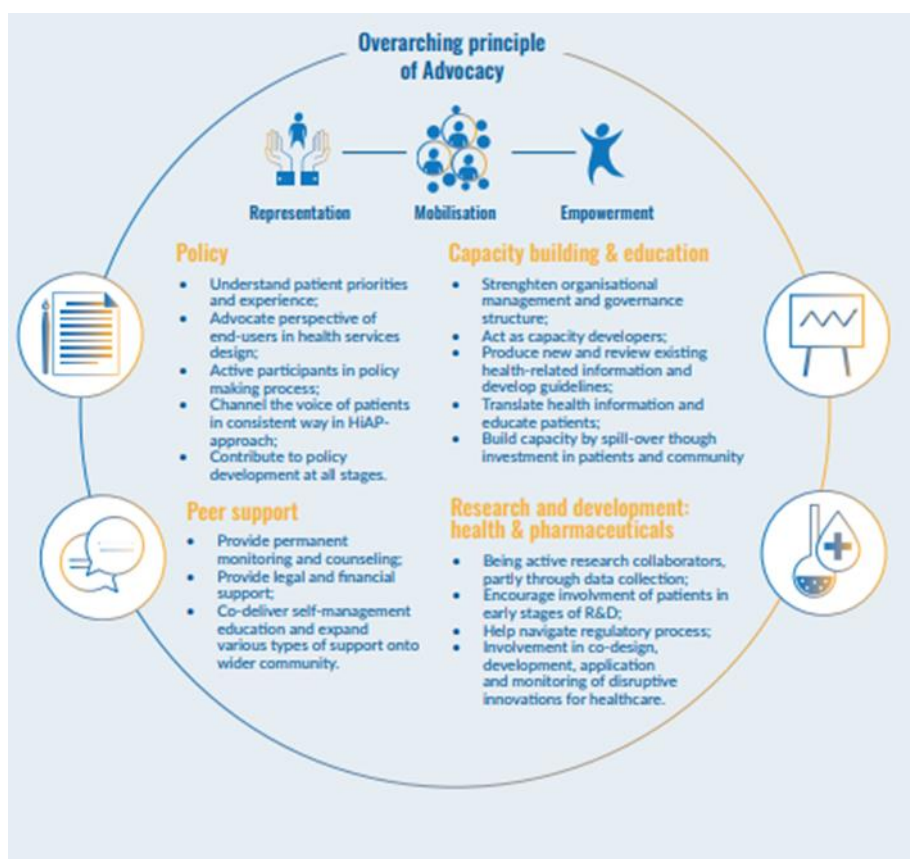 Overarching principle
of Advocacy
Representation
Mobilisation
Empowerment
Policy
• Understand patient priorities
and experience;
• Advocate perspective of
end-users in health services
design;
• Active participants in policy
making process;
• Channel the voice of patients
in consistent way in HiAP-
approach;
• Contribute to policy
development at all stages.
Capacity building & education
• Strenghten organisational
management and governance
structure;
• Act as capacity developers;
• Produce new and review existing
health-related information and
develop guidelines;
• Translate health information and
educate patients;
• Build capacity by spill-over though
investment in patients and community
Peer support
• Provide permanent
monitoring and counseling;
• Provide legal and financial
support;
• Co-deliver self-management
education and expand
various types of support onto
wider community.
Research and development:
health & pharmaceuticals
• Being active research collaborators,
partly through data collection;
• Encourage involvment of patients in
early stages of R&D;
• Help navigate regulatory process;
• Involvement in co-design,
development, application
and monitoring of disruptive
innovations for healthcare.